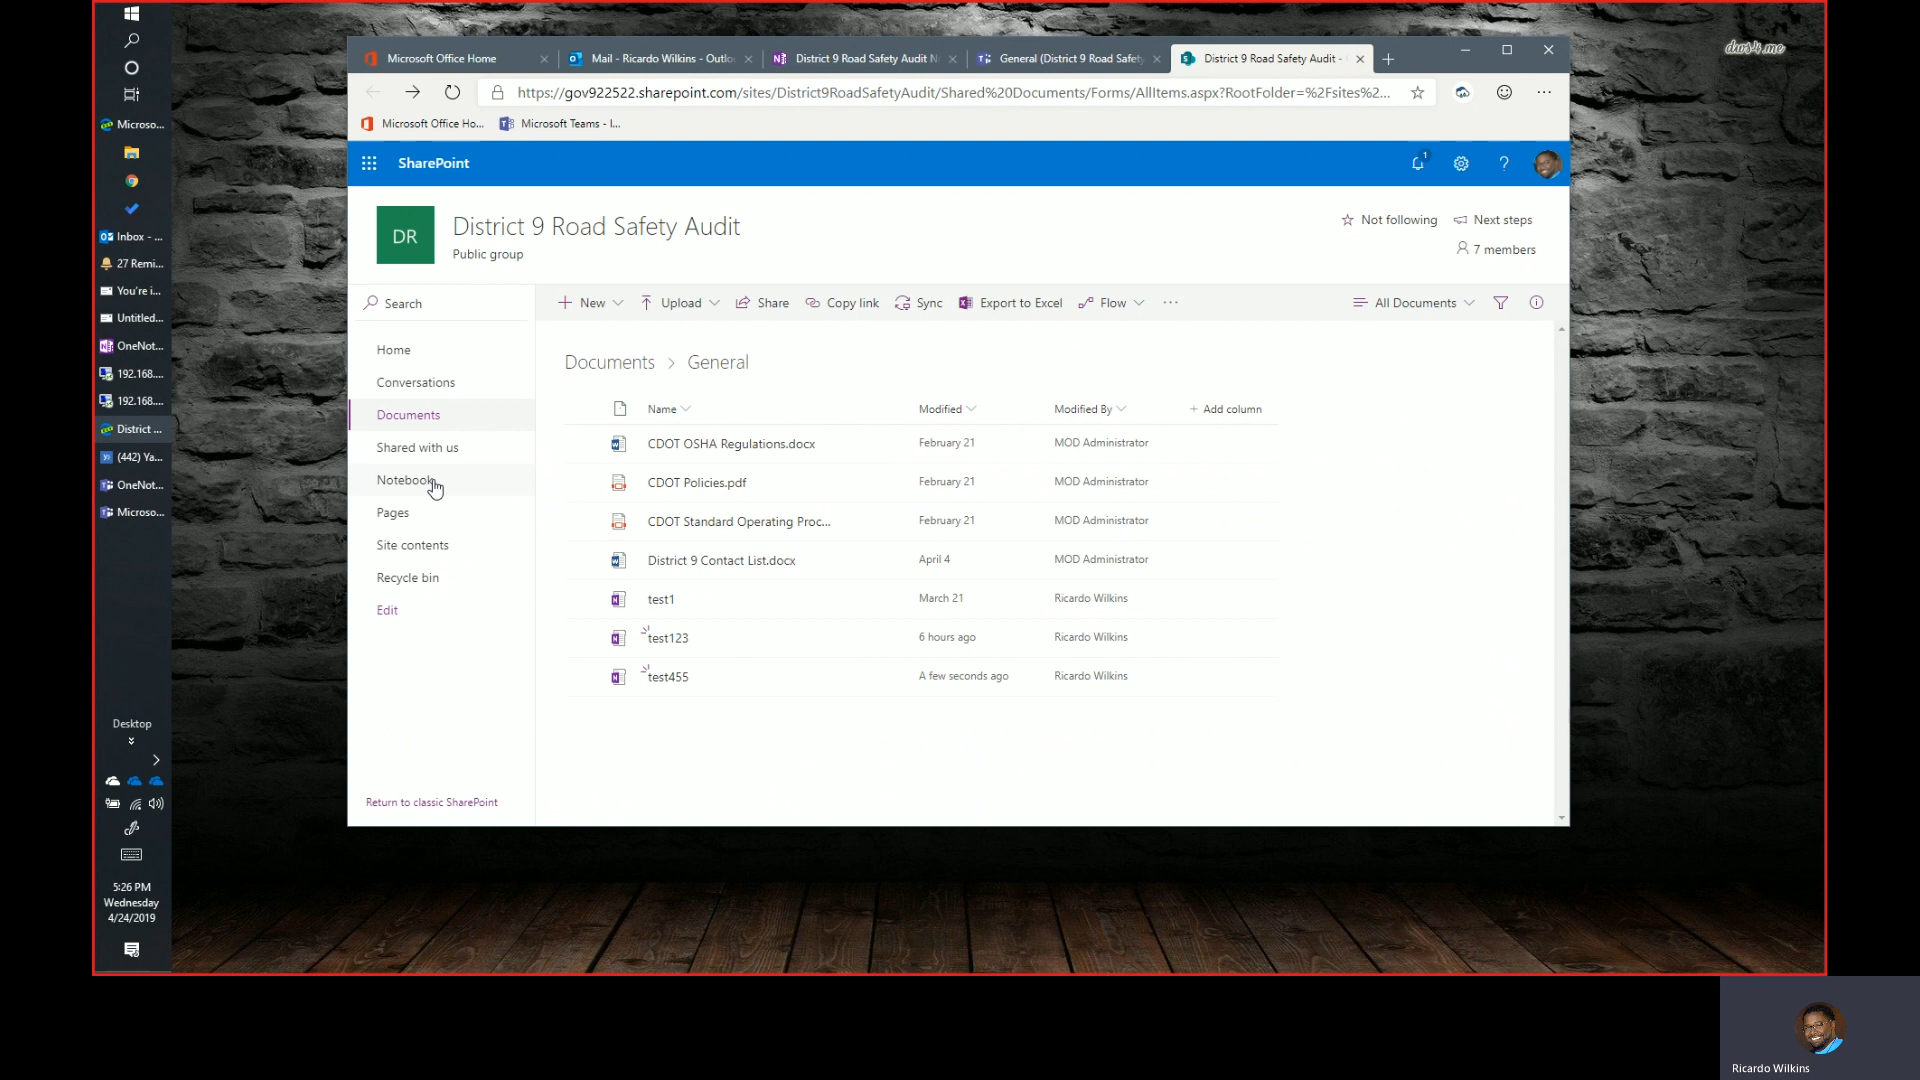 dws4.me
Microsoft Office Home
Mail - Ricardo Wilkins - Outlo
District 9 Road Safety Audit N
General (District 9 Road Safety
District 9 Road Safety Audit -
https://gov922522.sharepoint.com/sites/District9RoadSafetyAudit/Shared%20Documents/Forms/AllItems.aspx?RootFolder=%2Fsites%2...
Microsoft Office Ho...
Microsoft Teams - I...
SharePoint
1
?
DR
District 9 Road Safety Audit
Public group
Not following
Next steps
7 members
Search
Home
Conversations
Documents
Shared with us
Notebook
Pages
Site contents
Recycle bin
Edit
Return to classic SharePoint
New
Upload
Share
Copy link
Sync
Export to Excel
Flow
...
All Documents
Documents > General
Name Modified Modified By + Add column
CDOT OSHA Regulations.docx February 21 MOD Administrator
CDOT Policies.pdf February 21 MOD Administrator
CDOT Standard Operating Proc... February 21 MOD Administrator
District 9 Contact List.docx April 4 MOD Administrator
test1 March 21 Ricardo Wilkins
test123 6 hours ago Ricardo Wilkins
test455 A few seconds ago Ricardo Wilkins
Microso...
Inbox - ...
27 Remi...
You're i...
Untitled...
OneNot...
192.168....
192.168....
District ...
(442) Ya...
OneNot...
Microso...
Desktop
5:26 PM
Wednesday
4/24/2019
Ricardo Wilkins